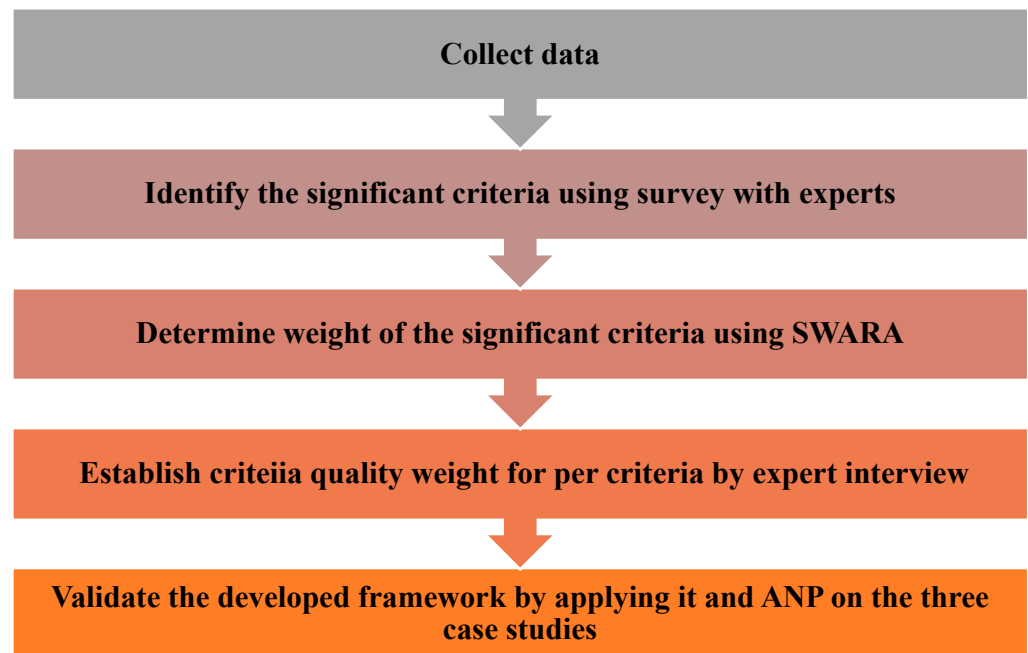 Collect data
Identify the significant criteria using survey with experts
Determine weight of the significant criteria using SWARA
Establish criteiia quality weight for per criteria by expert interview
Validate the developed framework by applying it and ANP on the three
case studies